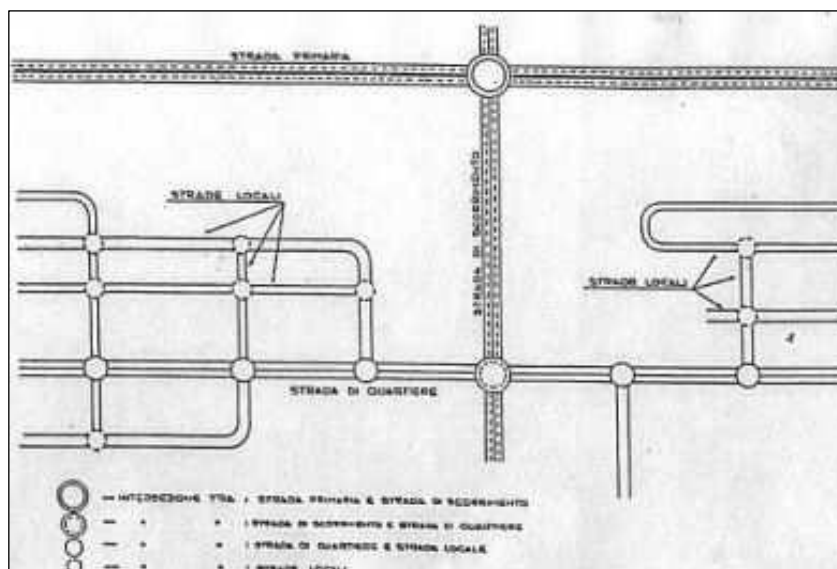 STRADA PRIMARIA
STRADA DI SCORRIMENTO
STRADE LOCALI
STRADE LOCALI
STRADA DI QUARTIERE
— INTERSEZIONE TRA : STRADA PRIMARIA E STRADA DI SCORRIMENTO
— " " : STRADA DI SCORRIMENTO E STRADA DI QUARTIERE
— " " : STRADA DI QUARTIERE E STRADA LOCALE
— " " : STRADE LOCALI